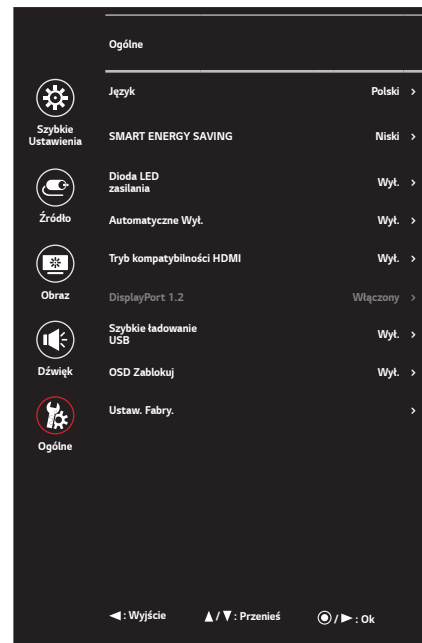 Ogólne
Język Polski >
Szybkie
Ustawienia
SMART ENERGY SAVING Niski >
Dioda LED
zasilania Wył. >
Źródło
Automatyczne Wył. Wył. >
Tryb kompatybilności HDMI Wył. >
Obraz
DisplayPort 1.2 Włączony >
Szybkie ładowanie
USB Wył. >
Dźwięk
OSD Zablokuj Wył. >
Ustaw. Fabry. >
Ogólne
◄: Wyjście ▲/▼: Przenieś ◉/►: Ok